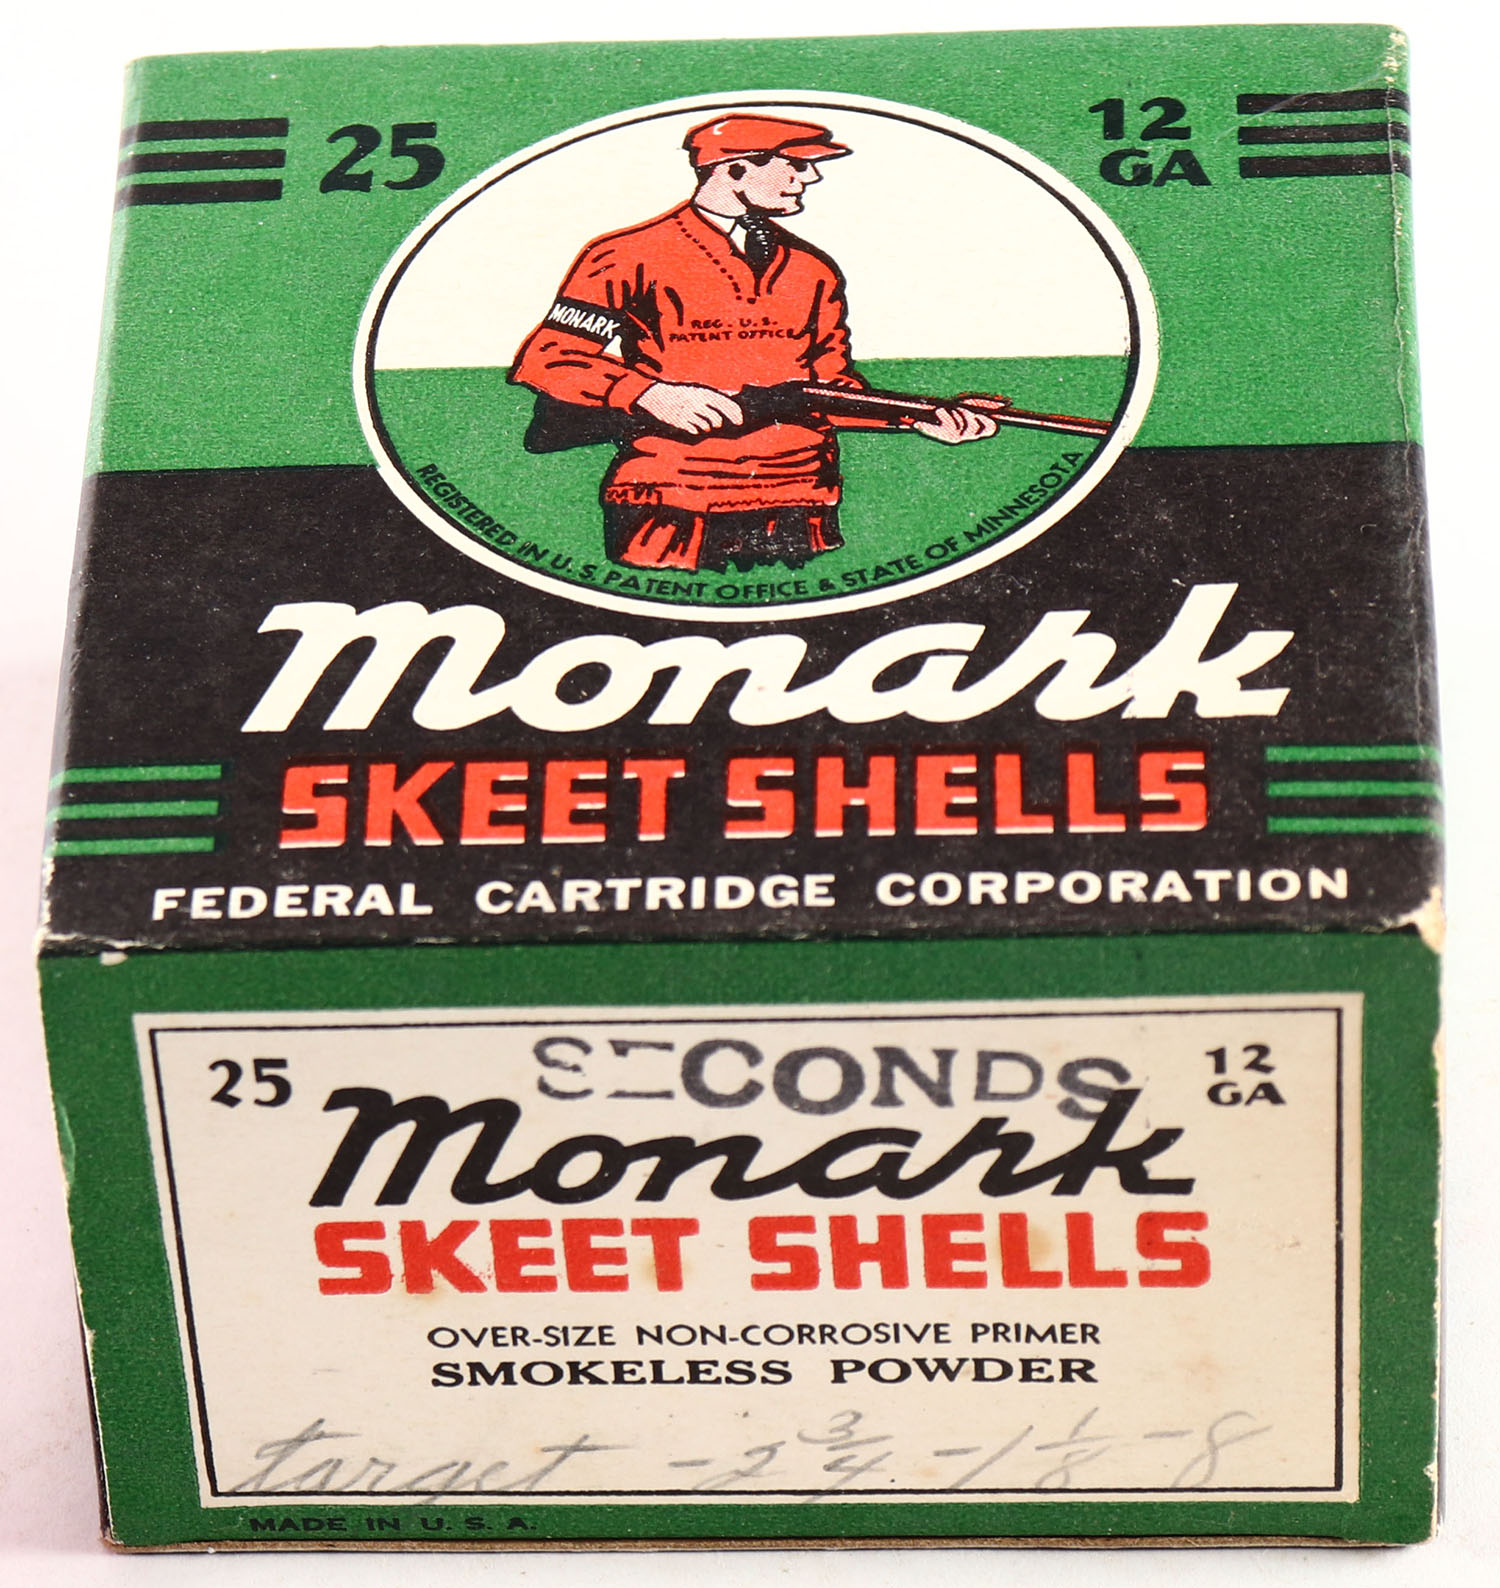 25
12
GA
MONARK
REG. U.S.
PATENT OFFICE
REGISTERED IN U.S. PATENT OFFICE & STATE OF MINNESOTA
Monark
SKEET SHELLS
FEDERAL CARTRIDGE CORPORATION
SECONDS
25
12
GA
Monark
SKEET SHELLS
OVER-SIZE NON-CORROSIVE PRIMER
SMOKELESS POWDER
target - 2 3/4 - 1 1/8 - 8
MADE IN U.S.A.